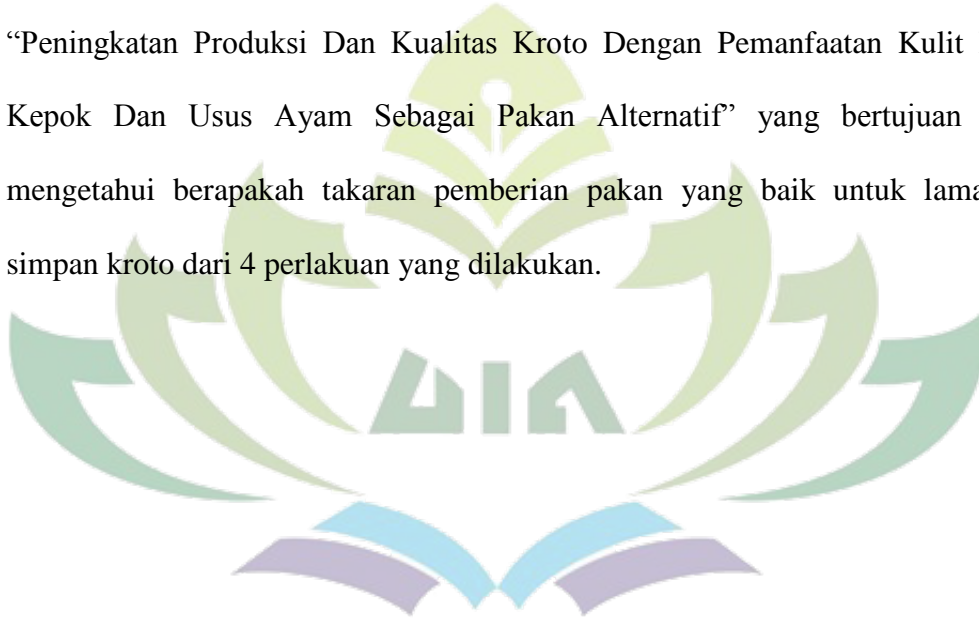 “Peningkatan Produksi Dan Kualitas Kroto Dengan Pemanfaatan Kulit
Kepok Dan Usus Ayam Sebagai Pakan Alternatif” yang bertujuan
mengetahui berapakah takaran pemberian pakan yang baik untuk lama
simpan kroto dari 4 perlakuan yang dilakukan.
UIN